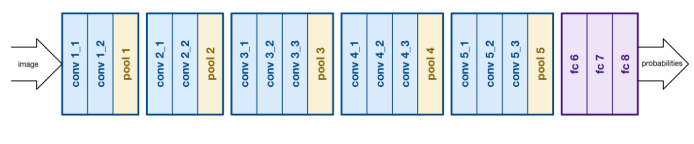 image
conv 1_1
conv 1_2
pool 1
conv 2_1
conv 2_2
pool 2
conv 3_1
conv 3_2
conv 3_3
pool 3
conv 4_1
conv 4_2
conv 4_3
pool 4
conv 5_1
conv 5_2
conv 5_3
pool 5
fc 6
fc 7
fc 8
probabilities